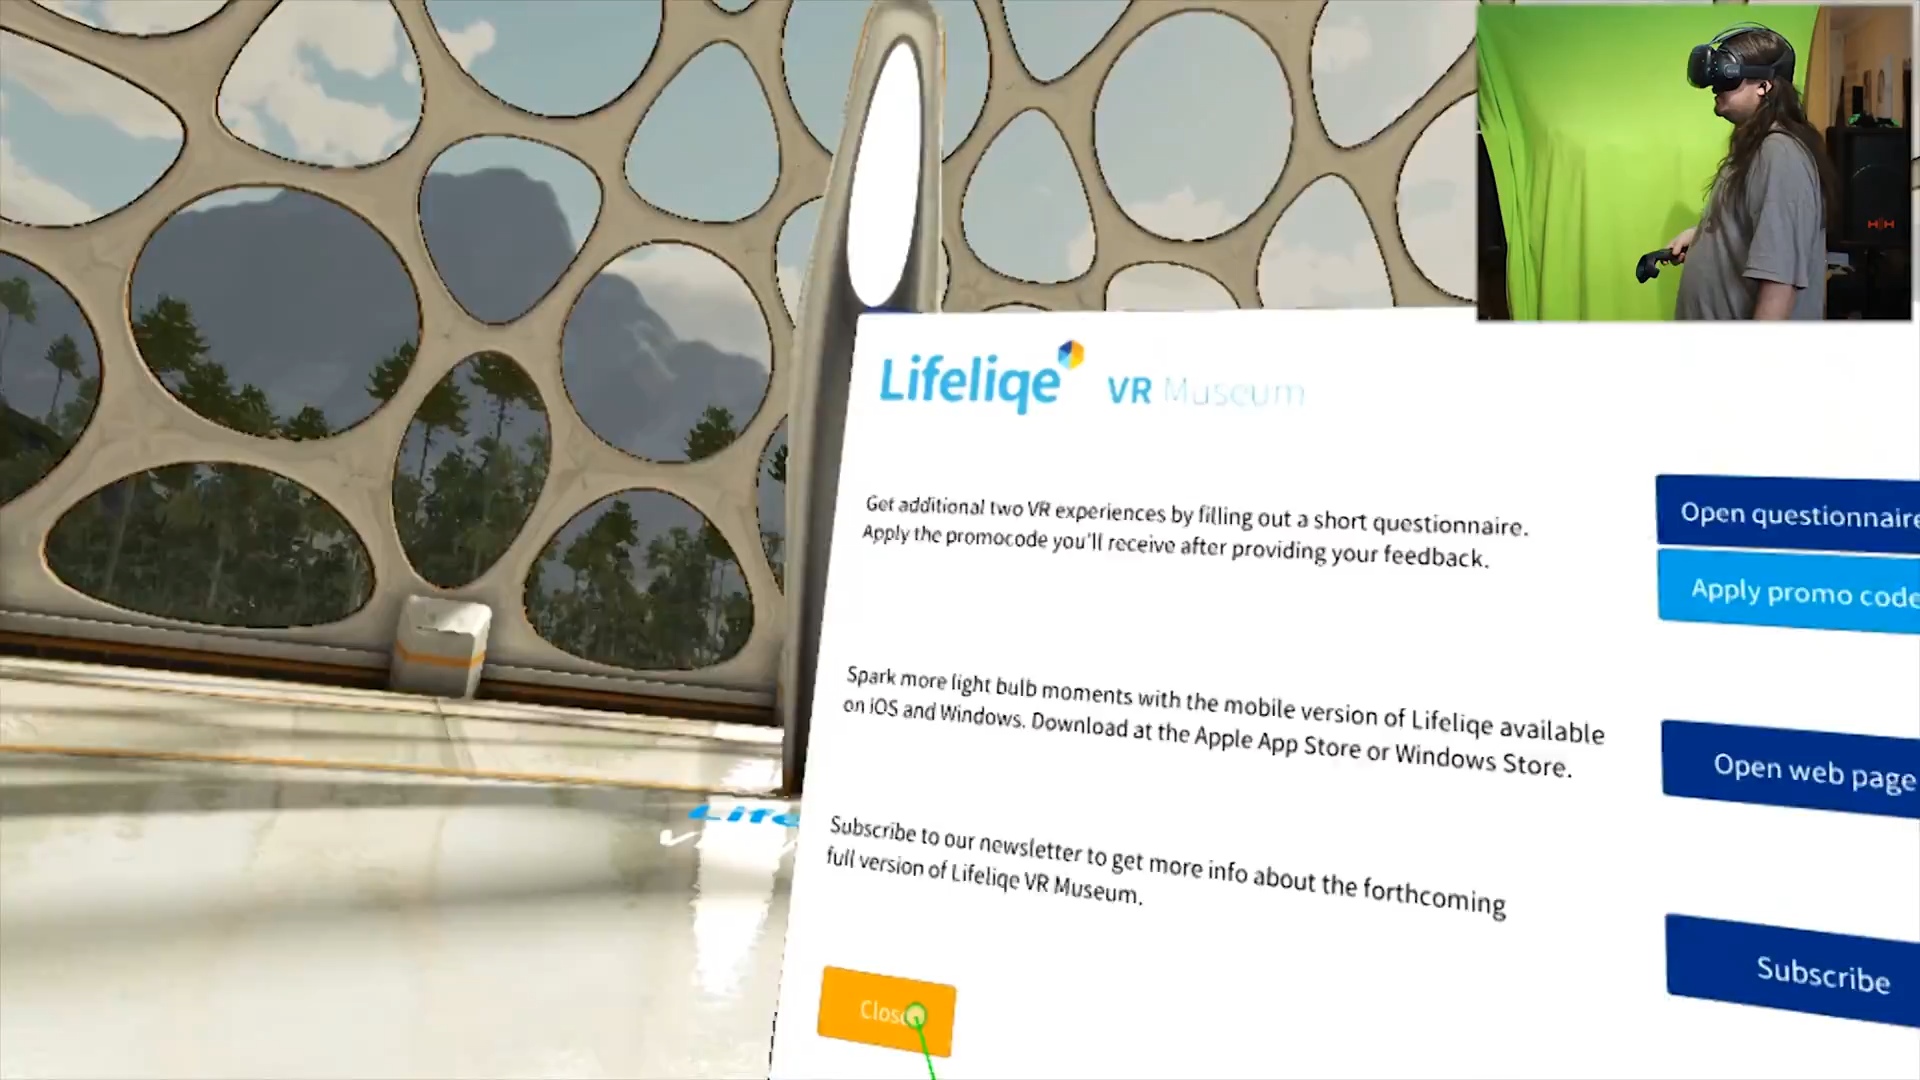 Lifeliqe VR Museum
Get additional two VR experiences by filling out a short questionnaire.
Apply the promocode you'll receive after providing your feedback.
Open questionnaire
Apply promo code
Spark more light bulb moments with the mobile version of Lifeliqe available
on iOS and Windows. Download at the Apple App Store or Windows Store.
Open web page
Subscribe to our newsletter to get more info about the forthcoming
full version of Lifeliqe VR Museum.
Subscribe
Close
Life